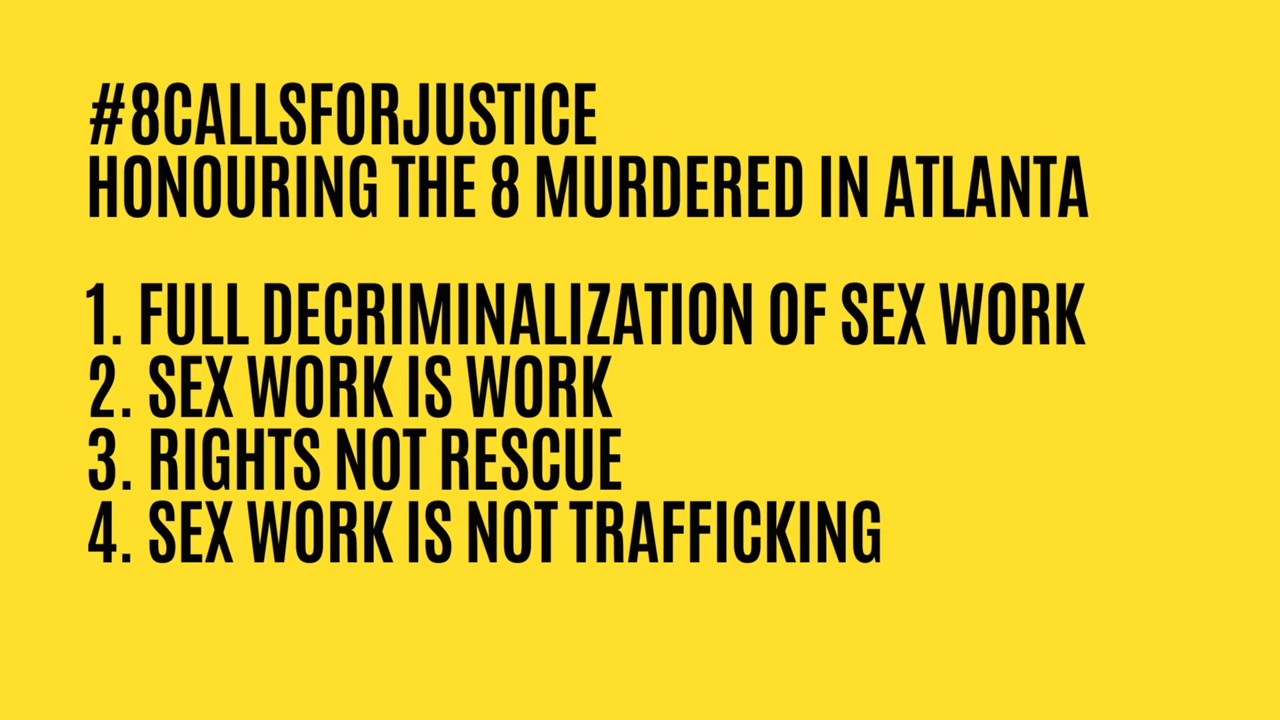 #8CALLSFORJUSTICE
HONOURING THE 8 MURDERED IN ATLANTA
1. FULL DECRIMINALIZATION OF SEX WORK
2. SEX WORK IS WORK
3. RIGHTS NOT RESCUE
4. SEX WORK IS NOT TRAFFICKING